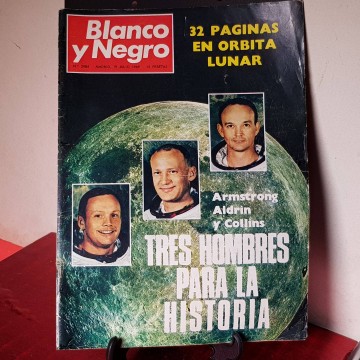 Blanco
y Negro
32 PAGINAS
EN ORBITA
LUNAR
Armstrong
Aldrin
y Collins
TRES HOMBRES
PARA LA
HISTORIA